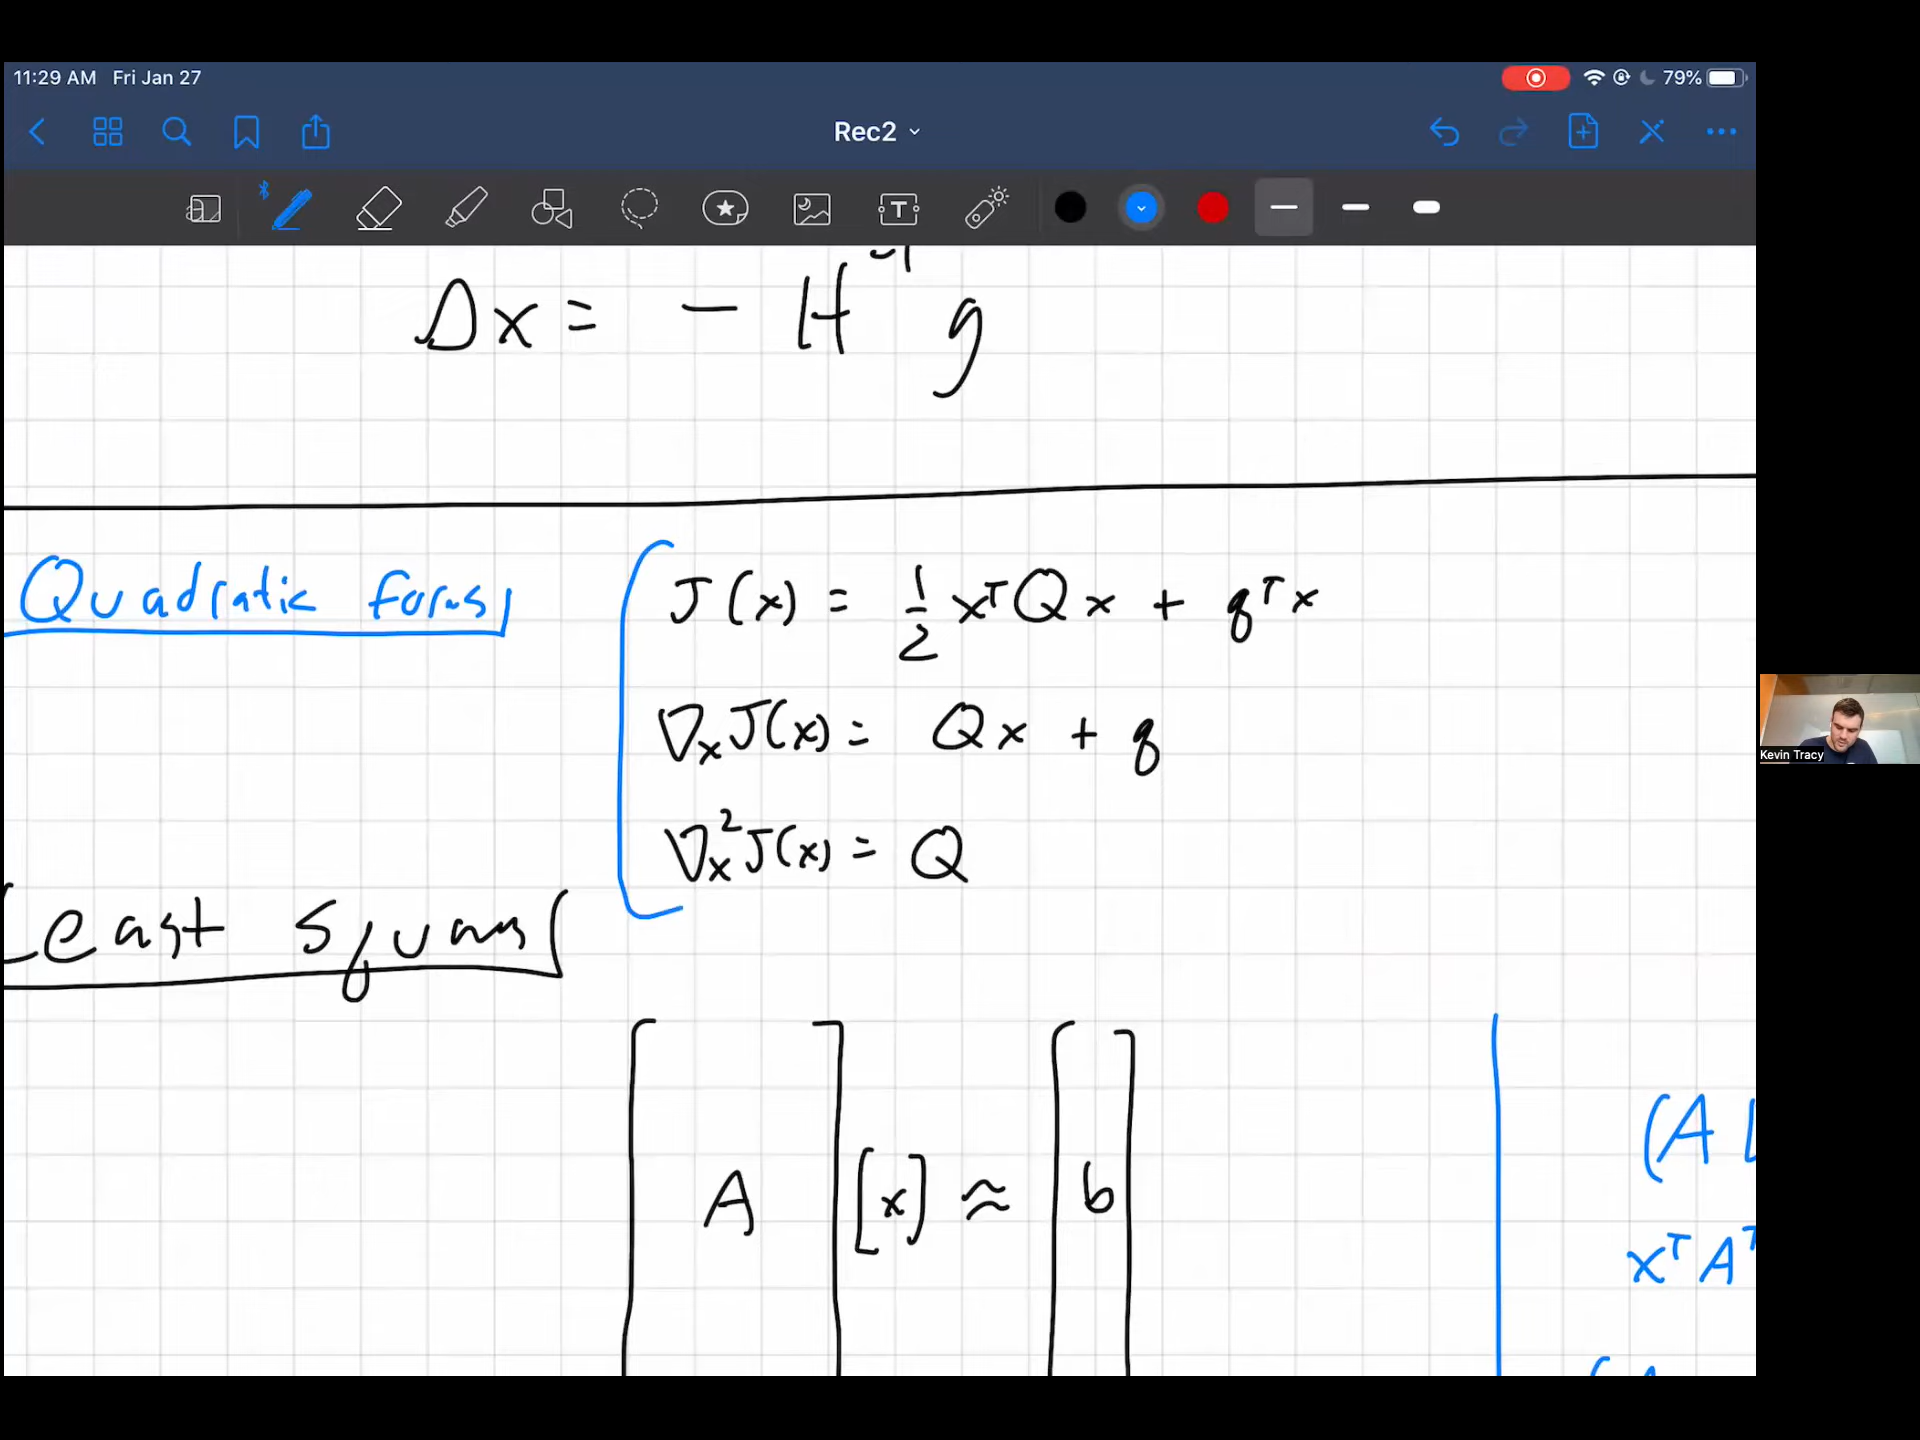 11:29 AM Fri Jan 27
79%
Rec2
T
Δx = - H⁻¹ g
Quadratic forms
J(x) = 1/2 xᵀQx + qᵀx
∇ₓJ(x) = Qx + q
∇ₓ²J(x) = Q
Least squares
[A] [x] ≈ [b]
(A
xᵀAᵀ
Kevin Tracy